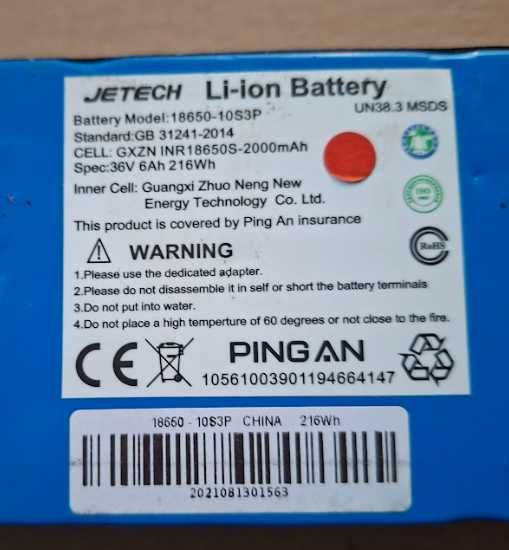 JETECH Li-ion Battery
Battery Model:18650-10S3P
UN38.3 MSDS
Standard:GB 31241-2014
CELL: GXZN INR18650S-2000mAh
Spec:36V 6Ah 216Wh
Inner Cell: Guangxi Zhuo Neng New
Energy Technology Co. Ltd.
ISO
This product is covered by Ping An insurance
RoHS
WARNING
1.Please use the dedicated adapter.
2.Please do not disassemble it in self or short the battery terminals
3.Do not put into water.
4.Do not place a high temperture of 60 degrees or not close to the fire.
CE
PING AN
10561003901194664147
18650 - 10S3P CHINA 216Wh
2021081301563